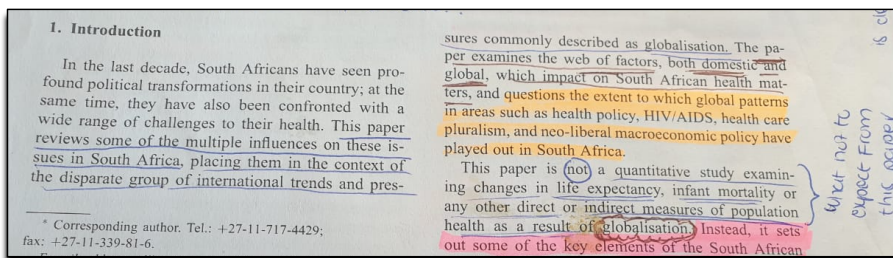 1. Introduction
In the last decade, South Africans have seen pro-
found political transformations in their country; at the
same time, they have also been confronted with a
wide range of challenges to their health. This paper
reviews some of the multiple influences on these is-
sues in South Africa, placing them in the context of
the disparate group of international trends and pres-
* Corresponding author. Tel.: +27-11-717-4429;
fax: +27-11-339-81-6.
sures commonly described as globalisation. The pa-
per examines the web of factors, both domestic and
global, which impact on South African health mat-
ters, and questions the extent to which global patterns
in areas such as health policy, HIV/AIDS, health care
pluralism, and neo-liberal macroeconomic policy have
played out in South Africa.
This paper is not a quantitative study examin-
ing changes in life expectancy, infant mortality or
any other direct or indirect measures of population
health as a result of globalisation. Instead, it sets
out some of the key elements of the South African
what not to
expect from
this paper
is